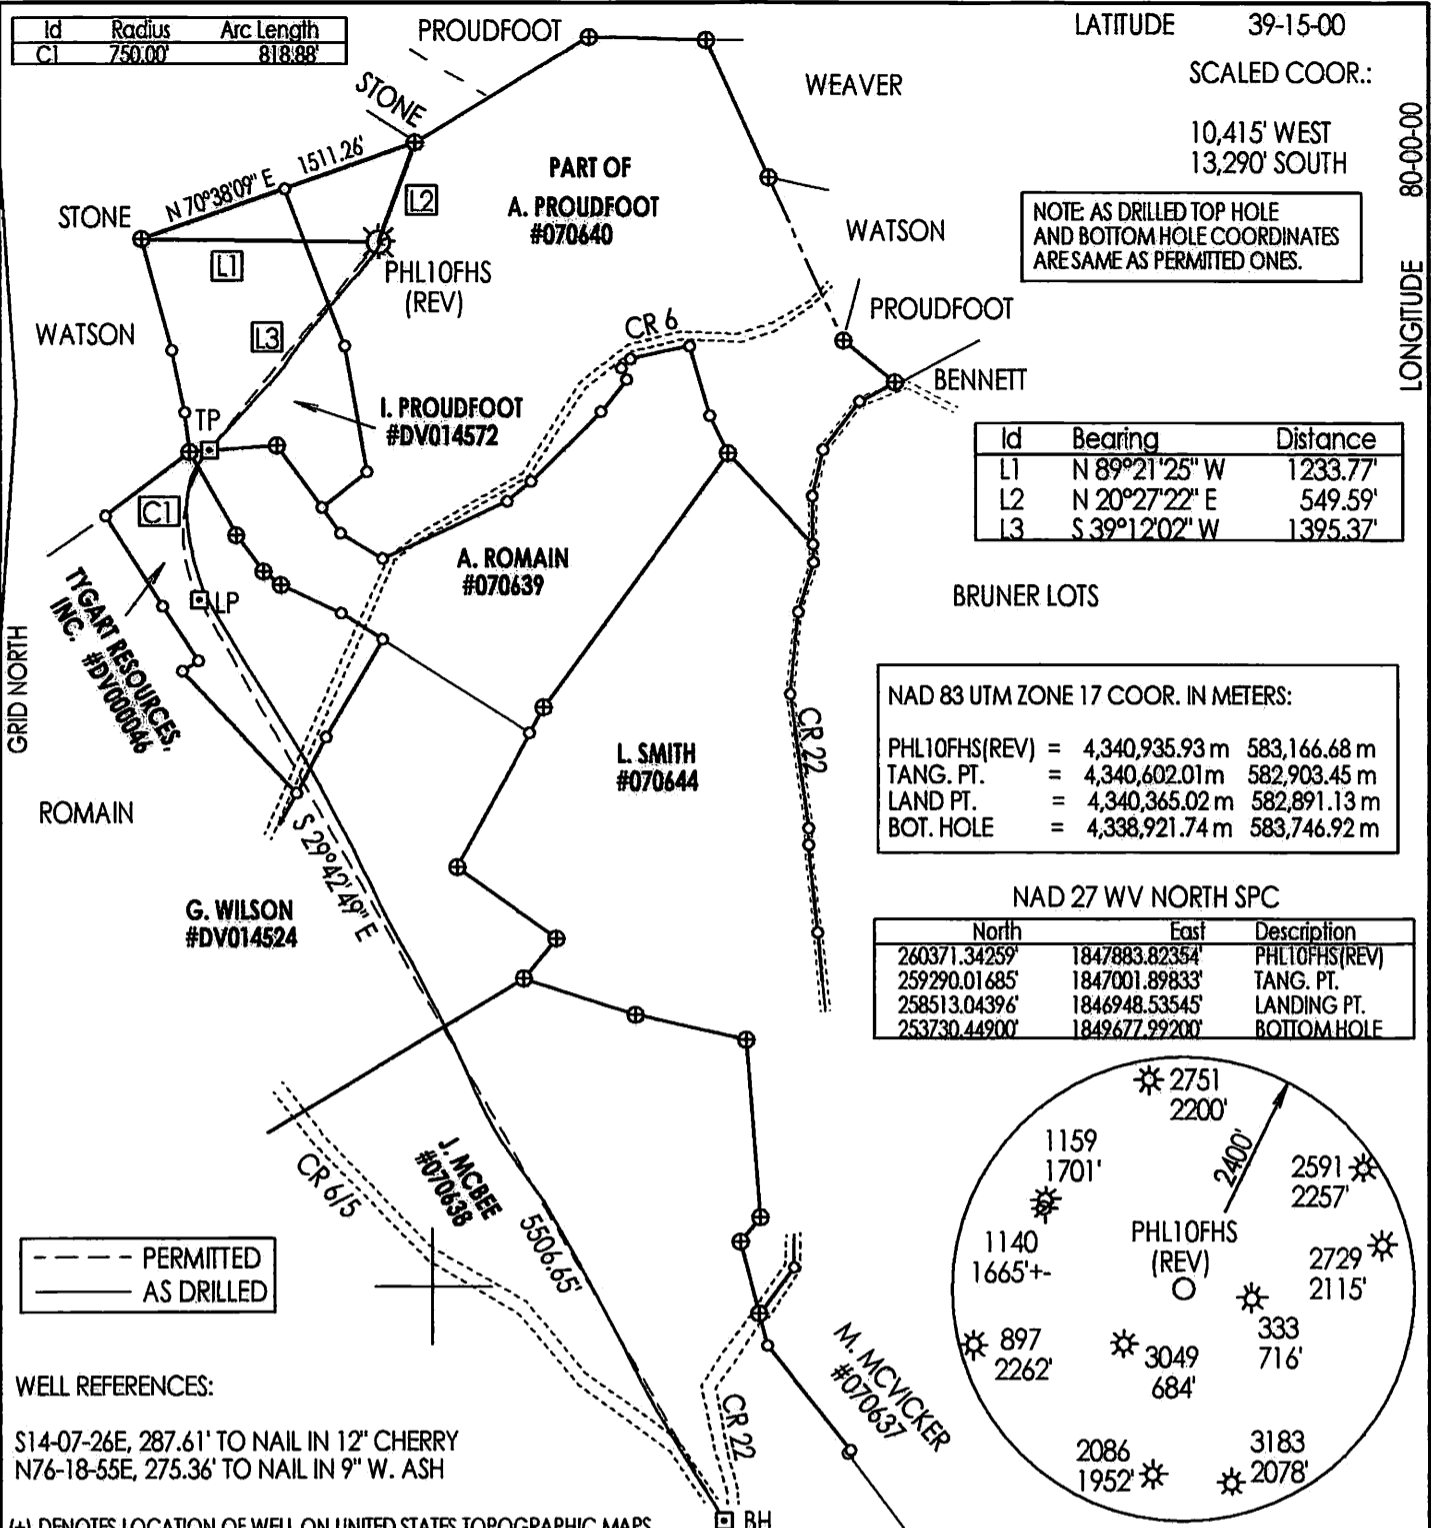 Id Radius Arc Length
C1 750.00' 818.88'
PROUDFOOT
STONE
LATITUDE 39-15-00
SCALED COOR.:
10,415' WEST
13,290' SOUTH
LONGITUDE 80-00-00
WEAVER
N 70°38'09" E 1511.26'
PART OF
A. PROUDFOOT
#070640
STONE
L2
L1
PHL10FHS
(REV)
WATSON
NOTE: AS DRILLED TOP HOLE
AND BOTTOM HOLE COORDINATES
ARE SAME AS PERMITTED ONES.
WATSON
L3
CR 6
PROUDFOOT
BENNETT
TP
I. PROUDFOOT
#DV014572
Id Bearing Distance
L1 N 89°21'25" W 1233.77'
L2 N 20°27'22" E 549.59'
L3 S 39°12'02" W 1395.37'
C1
A. ROMAIN
#070639
BRUNER LOTS
LP
TYGART RESOURCES,
INC. #DV000046
GRID NORTH
NAD 83 UTM ZONE 17 COOR. IN METERS:
PHL10FHS(REV) = 4,340,935.93 m 583,166.68 m
TANG. PT. = 4,340,602.01m 582,903.45 m
LAND PT. = 4,340,365.02 m 582,891.13 m
BOT. HOLE = 4,338,921.74 m 583,746.92 m
CR 22
L. SMITH
#070644
ROMAIN
S 29°42'49" E
G. WILSON
#DV014524
NAD 27 WV NORTH SPC
North East Description
260371.34259' 1847883.82354' PHL10FHS(REV)
259290.01685' 1847001.89833' TANG. PT.
258513.04396' 1846948.53545' LANDING PT.
253730.44900' 1849677.99200' BOTTOM HOLE
2751
2200'
1159
1701'
2400'
2591
2257'
CR 6/5
J. MCBEE
#070638
5506.65'
1140
1665'+-
PHL10FHS
(REV)
2729
2115'
PERMITTED
AS DRILLED
333
716'
897
2262'
3049
684'
M. MCVICKER
#070637
CR 22
WELL REFERENCES:
S14-07-26E, 287.61' TO NAIL IN 12" CHERRY
N76-18-55E, 275.36' TO NAIL IN 9" W. ASH
2086
1952'
3183
2078'
(+) DENOTES LOCATION OF WELL ON UNITED STATES TOPOGRAPHIC MAPS
BH